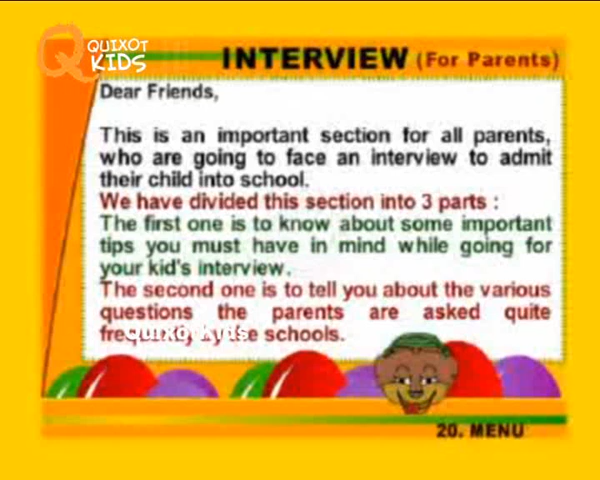 QUIXOT
KIDS
INTERVIEW (For Parents)
Dear Friends,
This is an important section for all parents,
who are going to face an interview to admit
their child into school.
We have divided this section into 3 parts :
The first one is to know about some important
tips you must have in mind while going for
your kid's interview.
The second one is to tell you about the various
questions the parents are asked quite
schools.
Quixot Kids
20. MENU